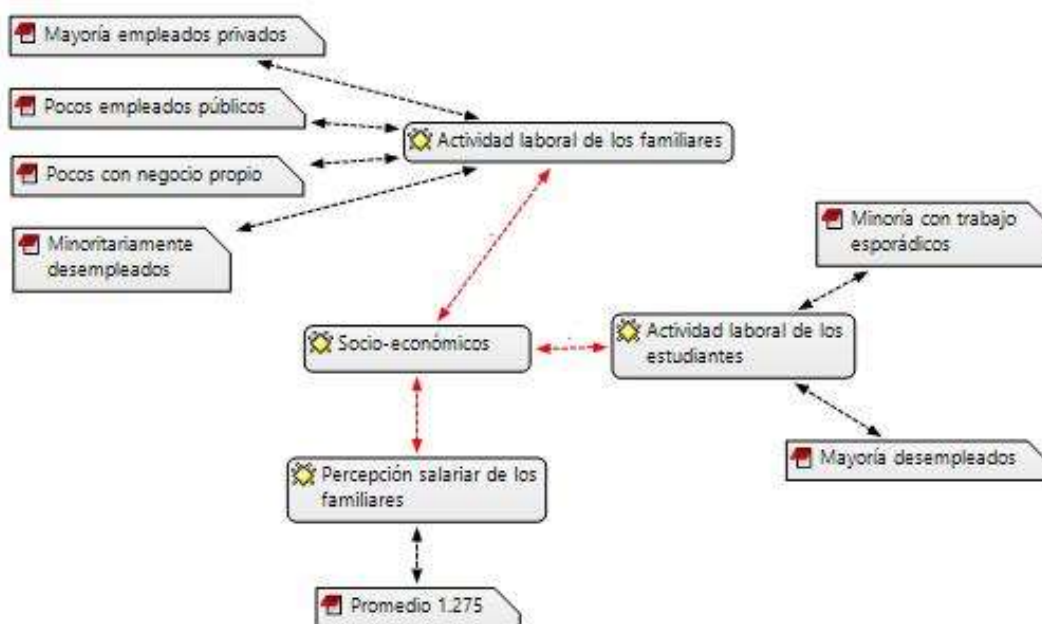 Mayoría empleados privados
Pocos empleados públicos
Actividad laboral de los familiares
Pocos con negocio propio
Minoritariamente
desempleados
Minoría con trabajo
esporádicos
Socio-económicos
Actividad laboral de los
estudiantes
Mayoría desempleados
Percepción salariar de los
familiares
Promedio 1.275